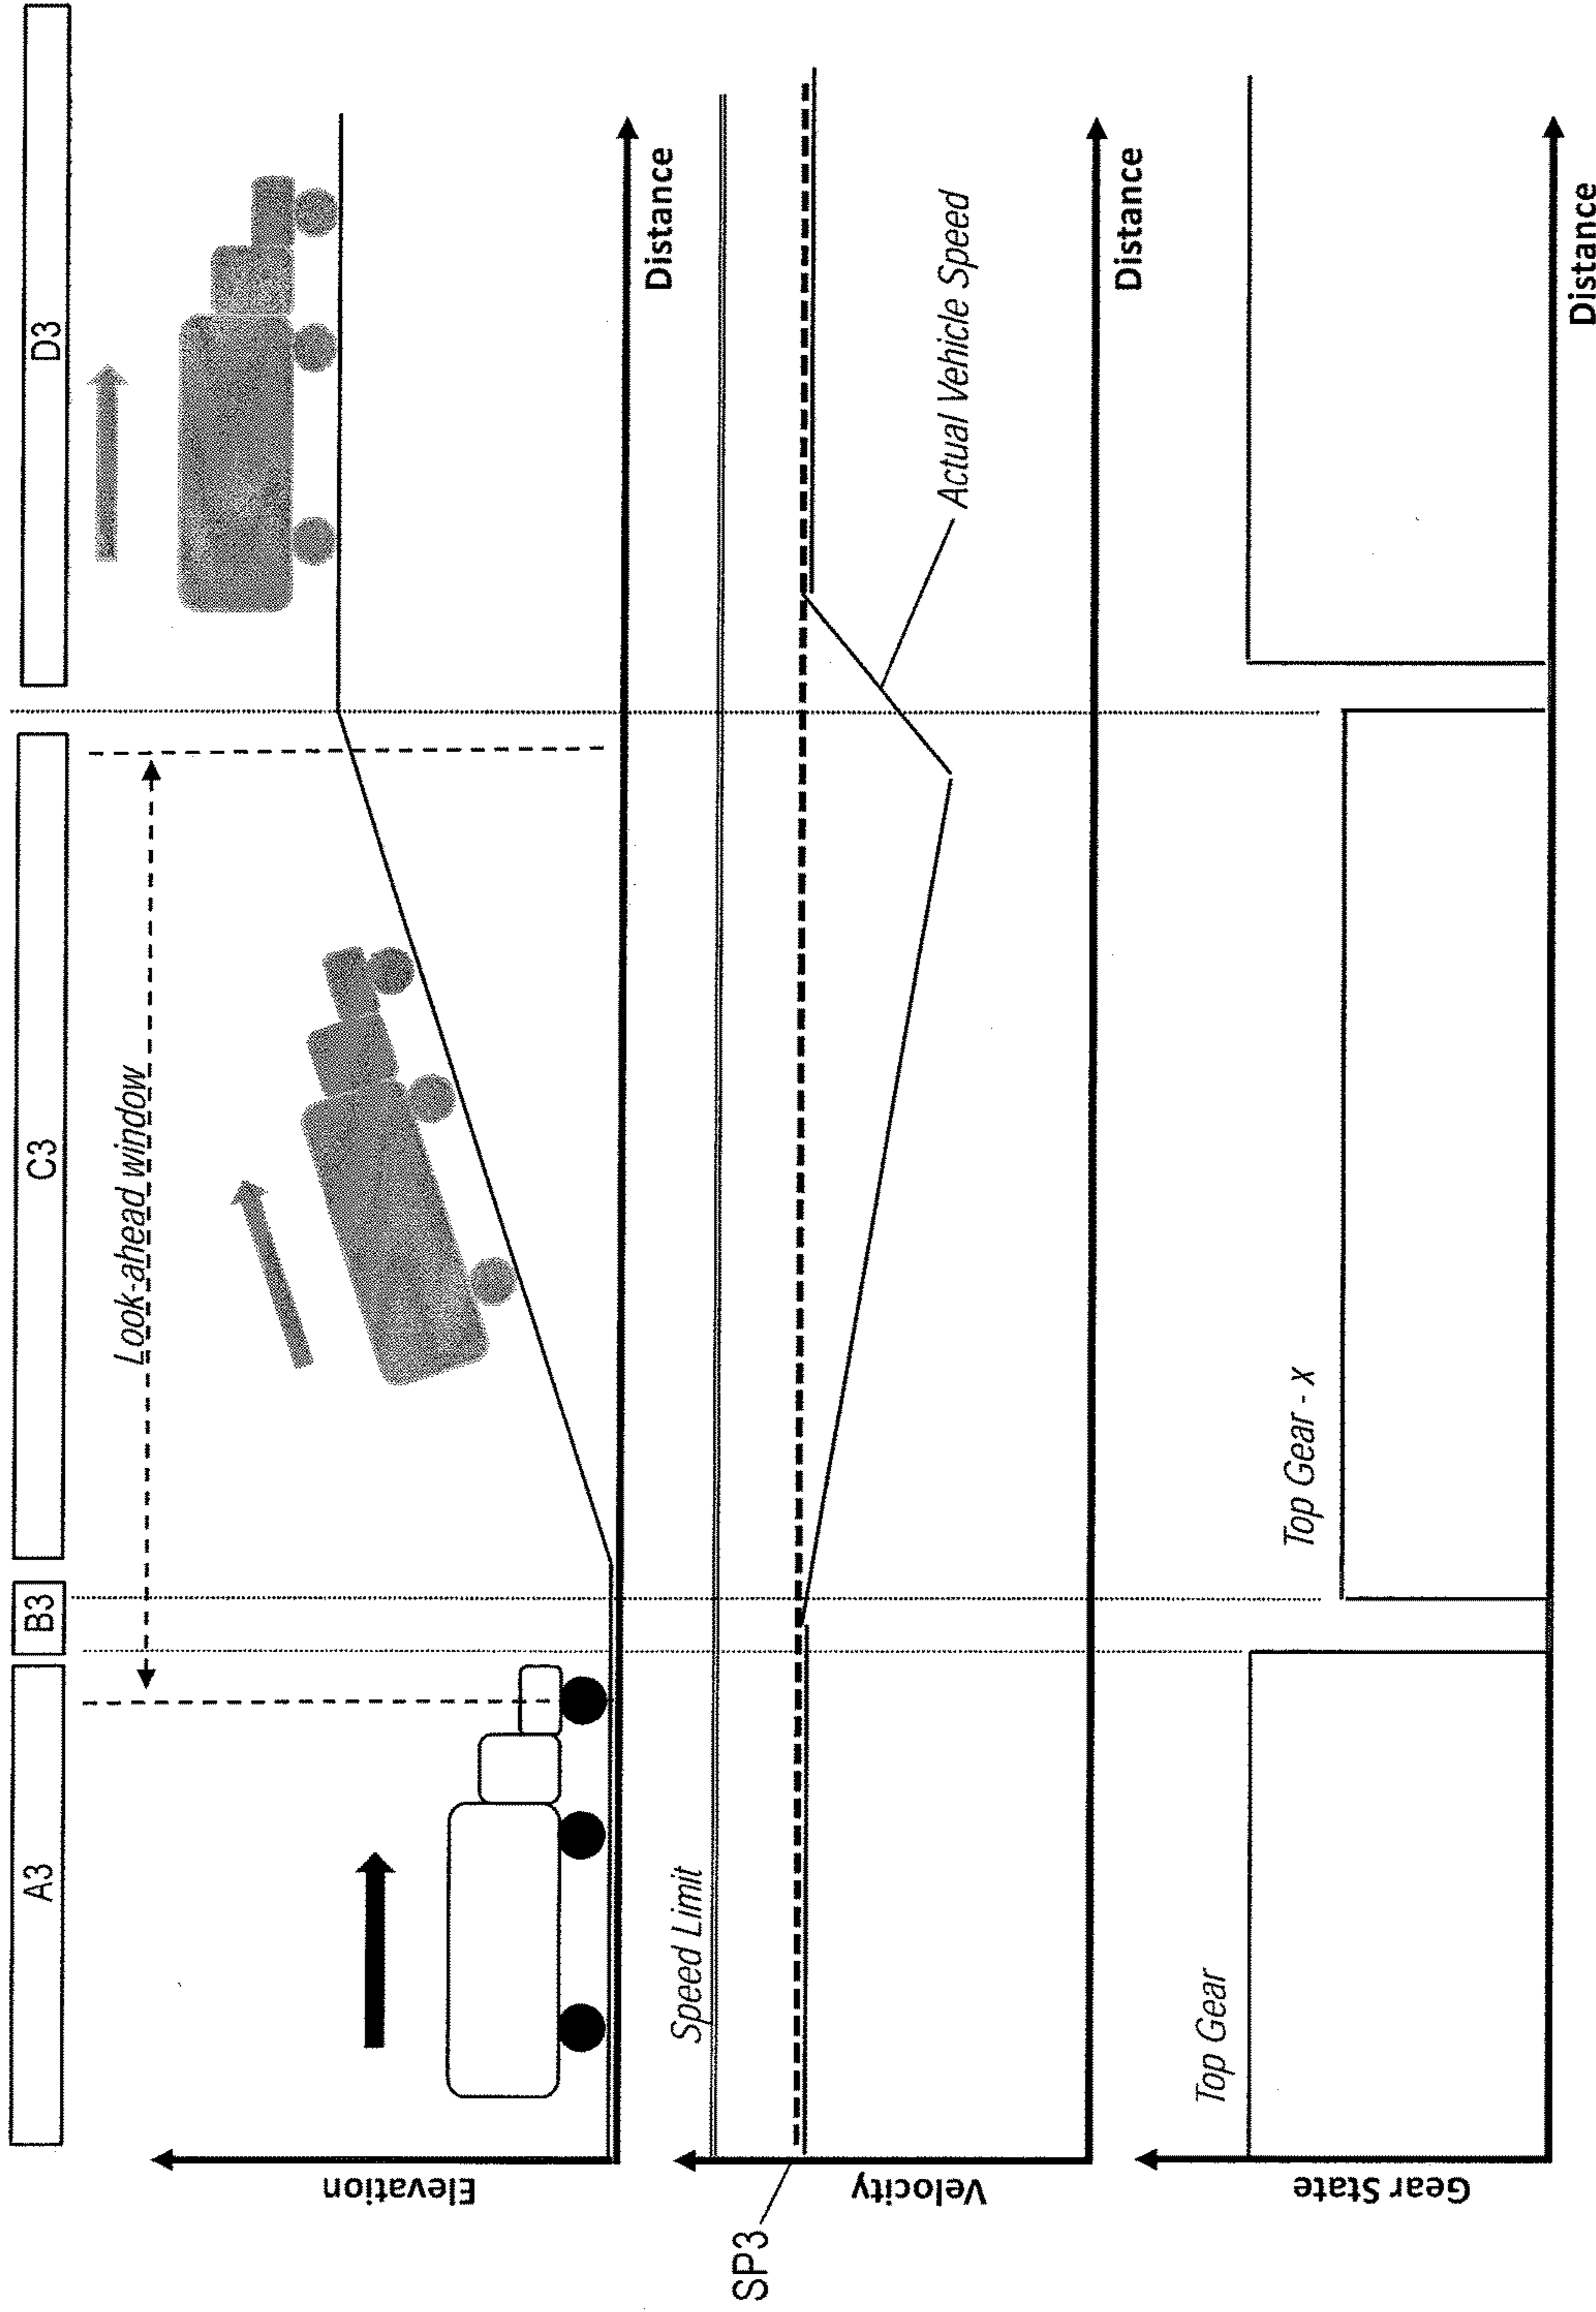 A3
B3
C3
D3
Look-ahead window
Elevation
Distance
Speed Limit
SP3
Velocity
Actual Vehicle Speed
Distance
Top Gear
Top Gear - x
Gear State
Distance